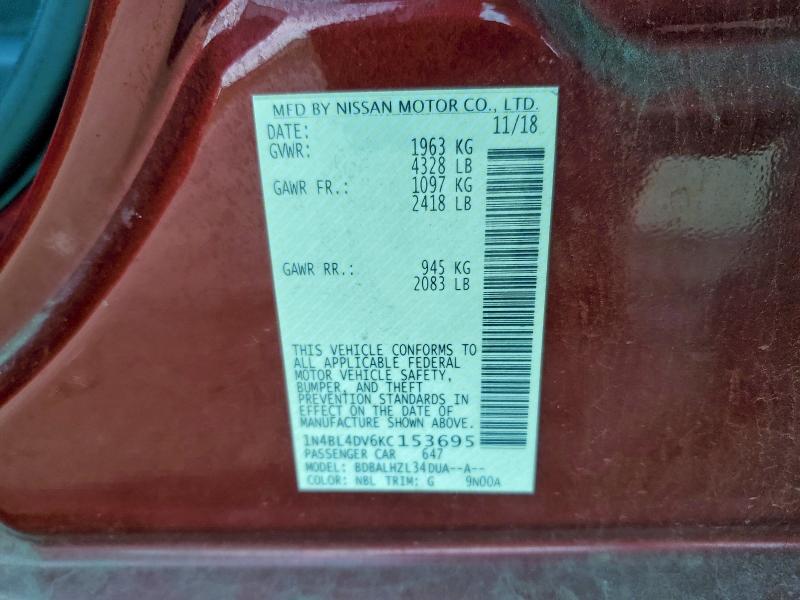 MFD BY NISSAN MOTOR CO., LTD.
DATE: 11/18
GVWR: 1963 KG
4328 LB
GAWR FR.: 1097 KG
2418 LB
GAWR RR.: 945 KG
2083 LB
THIS VEHICLE CONFORMS TO
ALL APPLICABLE FEDERAL
MOTOR VEHICLE SAFETY,
BUMPER, AND THEFT
PREVENTION STANDARDS IN
EFFECT ON THE DATE OF
MANUFACTURE SHOWN ABOVE.
1N4BL4DV6KC153695
PASSENGER CAR 647
MODEL: BDBALHZL34DUA--A--
COLOR: NBL TRIM: G 9N00A